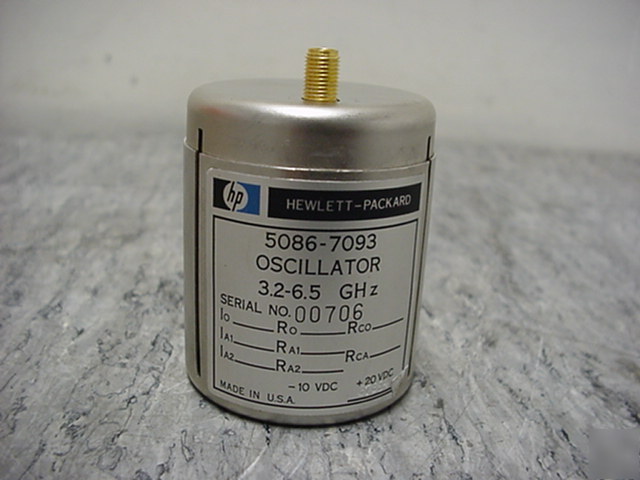 hp HEWLETT-PACKARD
5086-7093
OSCILLATOR
3.2-6.5 GHz
SERIAL NO. 00706
IO RO RCO
IA1 RA1 RCA
IA2 RA2
-10 VDC +20 VDC
MADE IN U.S.A.